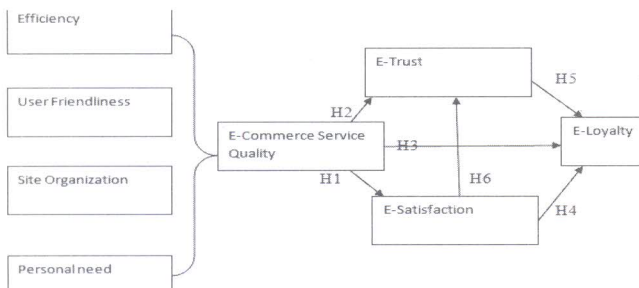 Efficiency
User Friendliness
Site Organization
Personal need
E-Commerce Service
Quality
H2
H1
E-Trust
H3
H6
E-Satisfaction
H5
H4
E-Loyalty